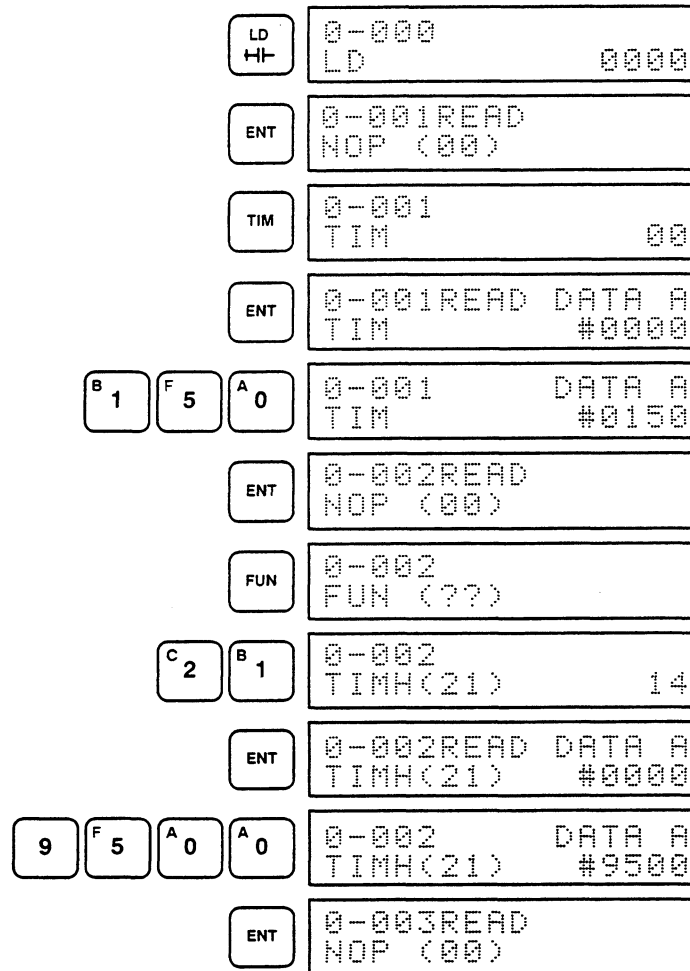 LD
0-000
LD 0000
ENT
0-001READ
NOP (00)
TIM
0-001
TIM 00
ENT
0-001READ DATA A
TIM #0000
B 1 F 5 A 0
0-001 DATA A
TIM #0150
ENT
0-002READ
NOP (00)
FUN
0-002
FUN (??)
C 2 B 1
0-002
TIMH(21) 14
ENT
0-002READ DATA A
TIMH(21) #0000
9 F 5 A 0 A 0
0-002 DATA A
TIMH(21) #9500
ENT
0-003READ
NOP (00)